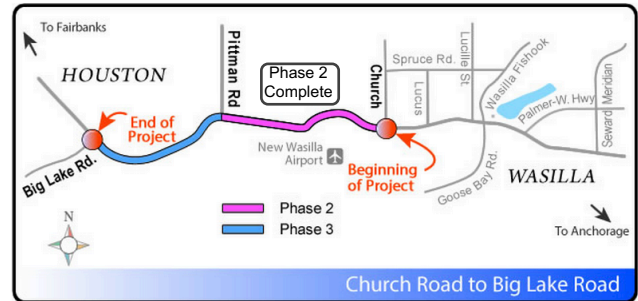 To Fairbanks
HOUSTON
Pittman Rd
Phase 2
Complete
Church
Spruce Rd.
Lucus
Lucille St.
Wasilla Fishook
Palmer-W. Hwy
Seward Meridian
End of
Project
Big Lake Rd.
New Wasilla
Airport
Beginning
of Project
Goose Bay Rd.
WASILLA
To Anchorage
Phase 2
Phase 3
N
Church Road to Big Lake Road